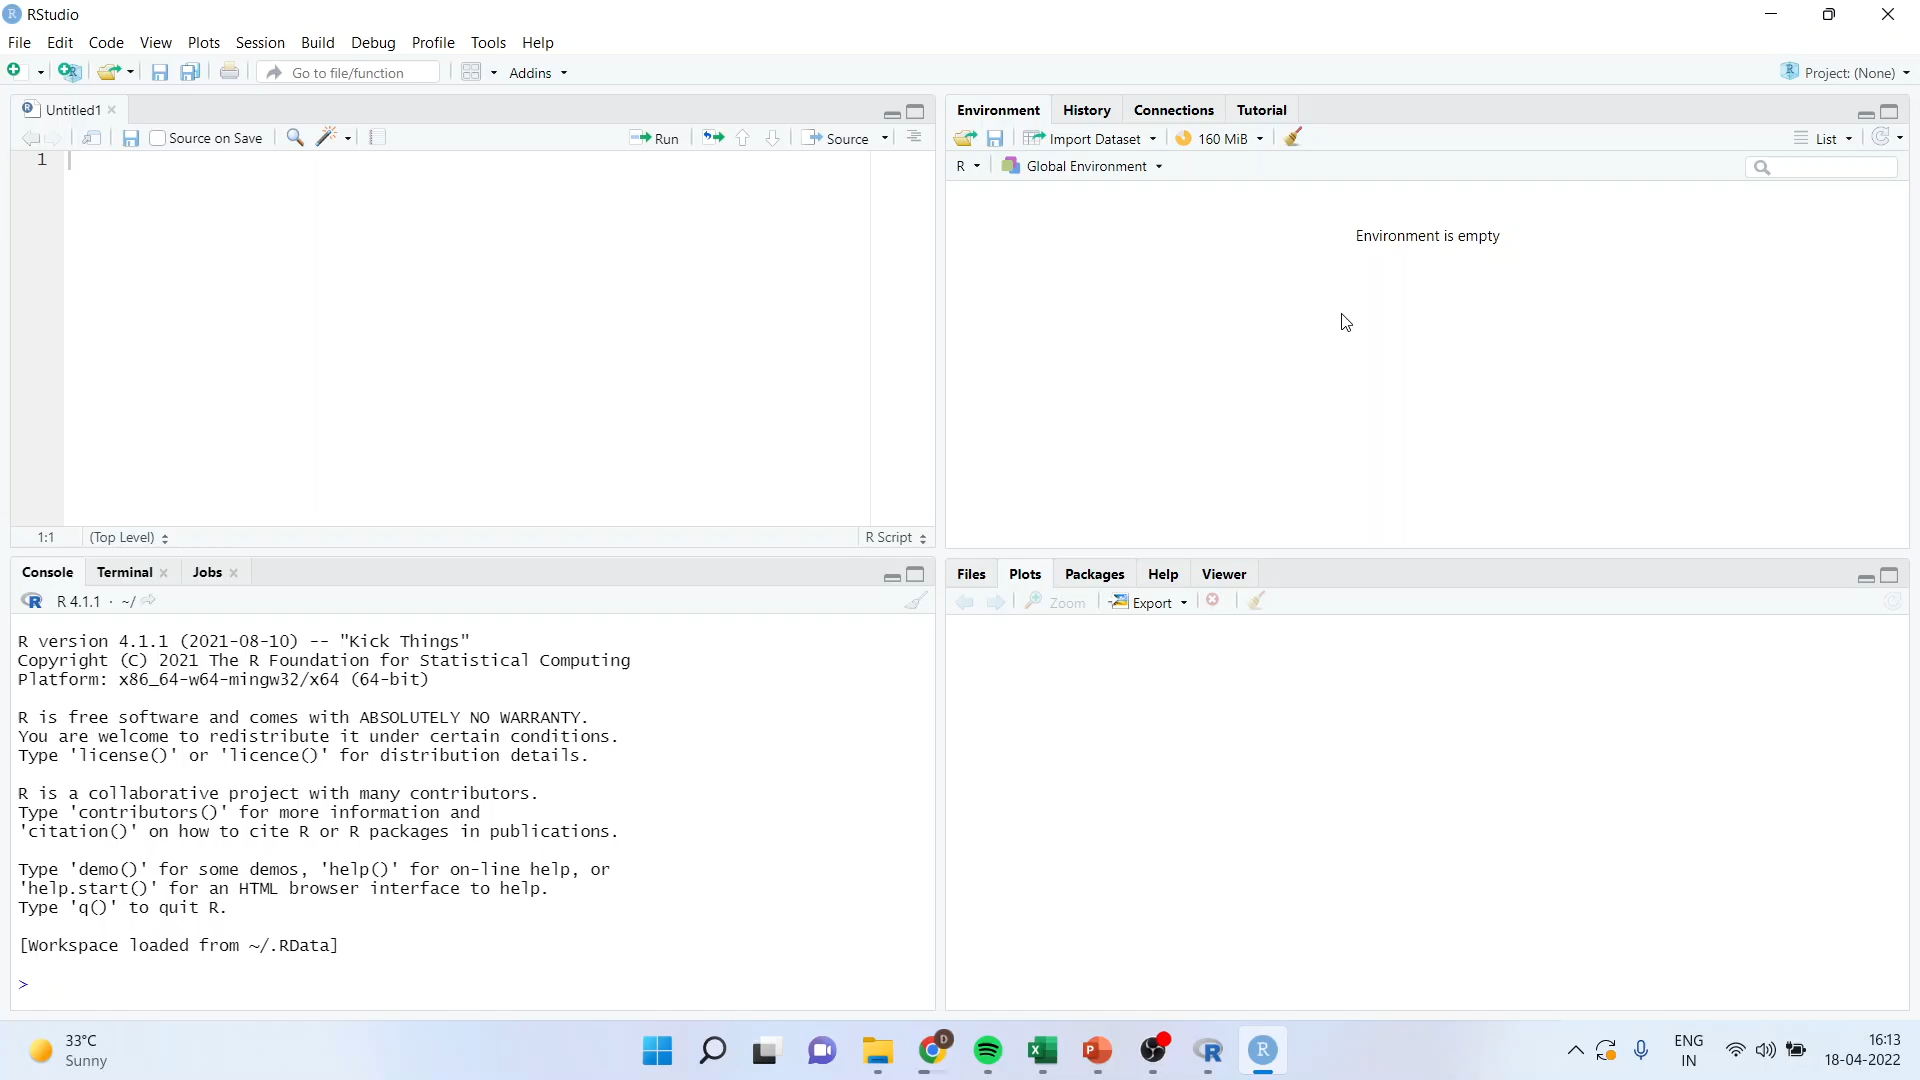 RStudio
File Edit Code View Plots Session Build Debug Profile Tools Help
Go to file/function Addins Project: (None)
Untitled1
Source on Save Run Source
1
1:1 (Top Level) R Script
Environment History Connections Tutorial
Import Dataset 160 MiB List
R Global Environment
Environment is empty
Console Terminal Jobs
R 4.1.1 · ~/
R version 4.1.1 (2021-08-10) -- "Kick Things"
Copyright (C) 2021 The R Foundation for Statistical Computing
Platform: x86_64-w64-mingw32/x64 (64-bit)
R is free software and comes with ABSOLUTELY NO WARRANTY.
You are welcome to redistribute it under certain conditions.
Type 'license()' or 'licence()' for distribution details.
R is a collaborative project with many contributors.
Type 'contributors()' for more information and
'citation()' on how to cite R or R packages in publications.
Type 'demo()' for some demos, 'help()' for on-line help, or
'help.start()' for an HTML browser interface to help.
Type 'q()' to quit R.
[Workspace loaded from ~/.RData]
>
Files Plots Packages Help Viewer
Zoom Export
33°C
Sunny
ENG
IN
16:13
18-04-2022